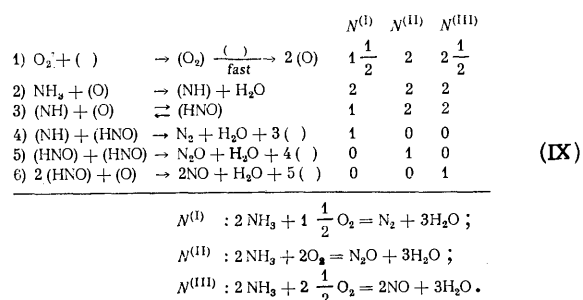 N(I) N(II) N(III)
1) O₂ + ( ) → (O₂) ( ) fast → 2 (O) 1 1/2 2 2 1/2
2) NH₃ + (O) → (NH) + H₂O 2 2 2
3) (NH) + (O) ⇄ (HNO) 1 2 2
4) (NH) + (HNO) → N₂ + H₂O + 3 ( ) 1 0 0
5) (HNO) + (HNO) → N₂O + H₂O + 4 ( ) 0 1 0
(IX)
6) 2 (HNO) + (O) → 2NO + H₂O + 5 ( ) 0 0 1
N(I) : 2 NH₃ + 1 1/2 O₂ = N₂ + 3H₂O ;
N(II) : 2 NH₃ + 2O₂ = N₂O + 3H₂O ;
N(III) : 2 NH₃ + 2 1/2 O₂ = 2NO + 3H₂O .